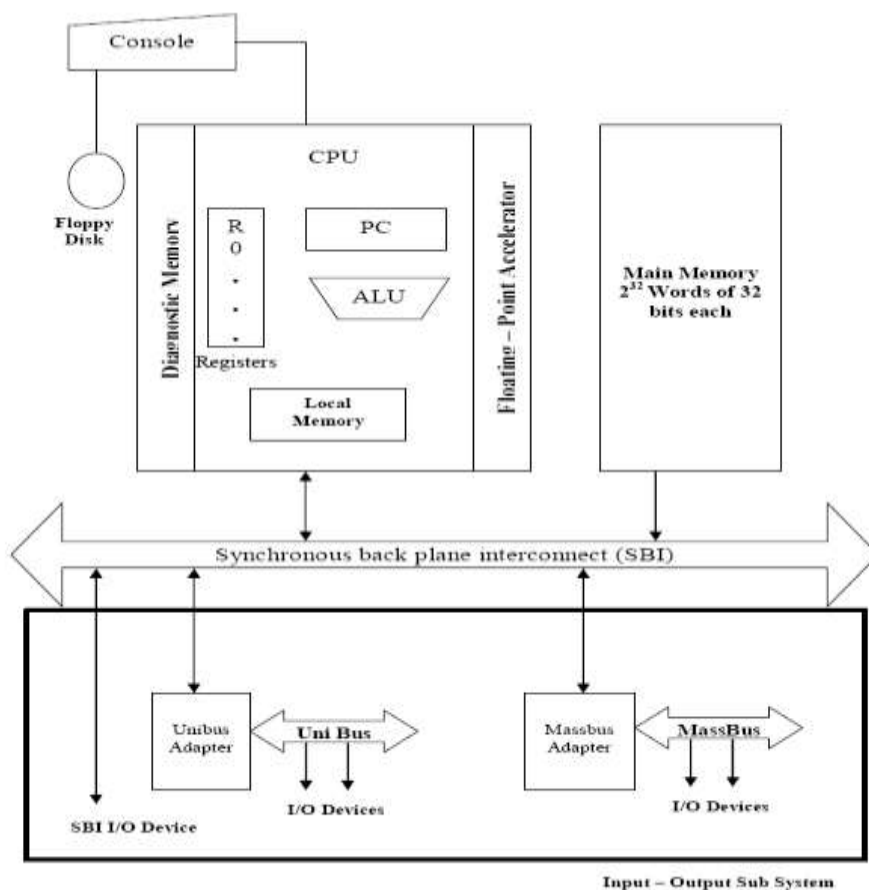 Console
Floppy
Disk
Diagnostic Memory
CPU
R
0
.
.
.
Registers
PC
ALU
Local
Memory
Floating – Point Accelerator
Main Memory
2³² Words of 32
bits each
Synchronous back plane interconnect (SBI)
Unibus
Adapter
Uni Bus
I/O Devices
SBI I/O Device
Massbus
Adapter
MassBus
I/O Devices
Input – Output Sub System